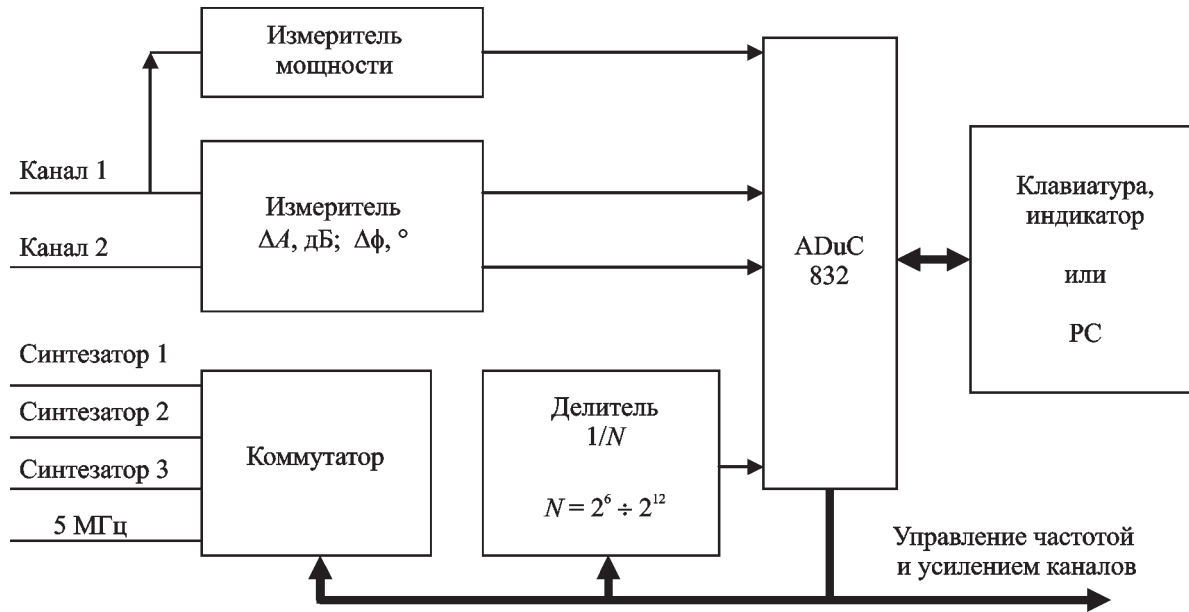 Измеритель
мощности
Канал 1
Канал 2
Измеритель
ΔA, дБ; Δϕ, °
ADuC
832
Клавиатура,
индикатор
или
PC
Синтезатор 1
Синтезатор 2
Синтезатор 3
5 МГц
Коммутатор
Делитель
1/N
N = 2⁶ ÷ 2¹²
Управление частотой
и усилением каналов